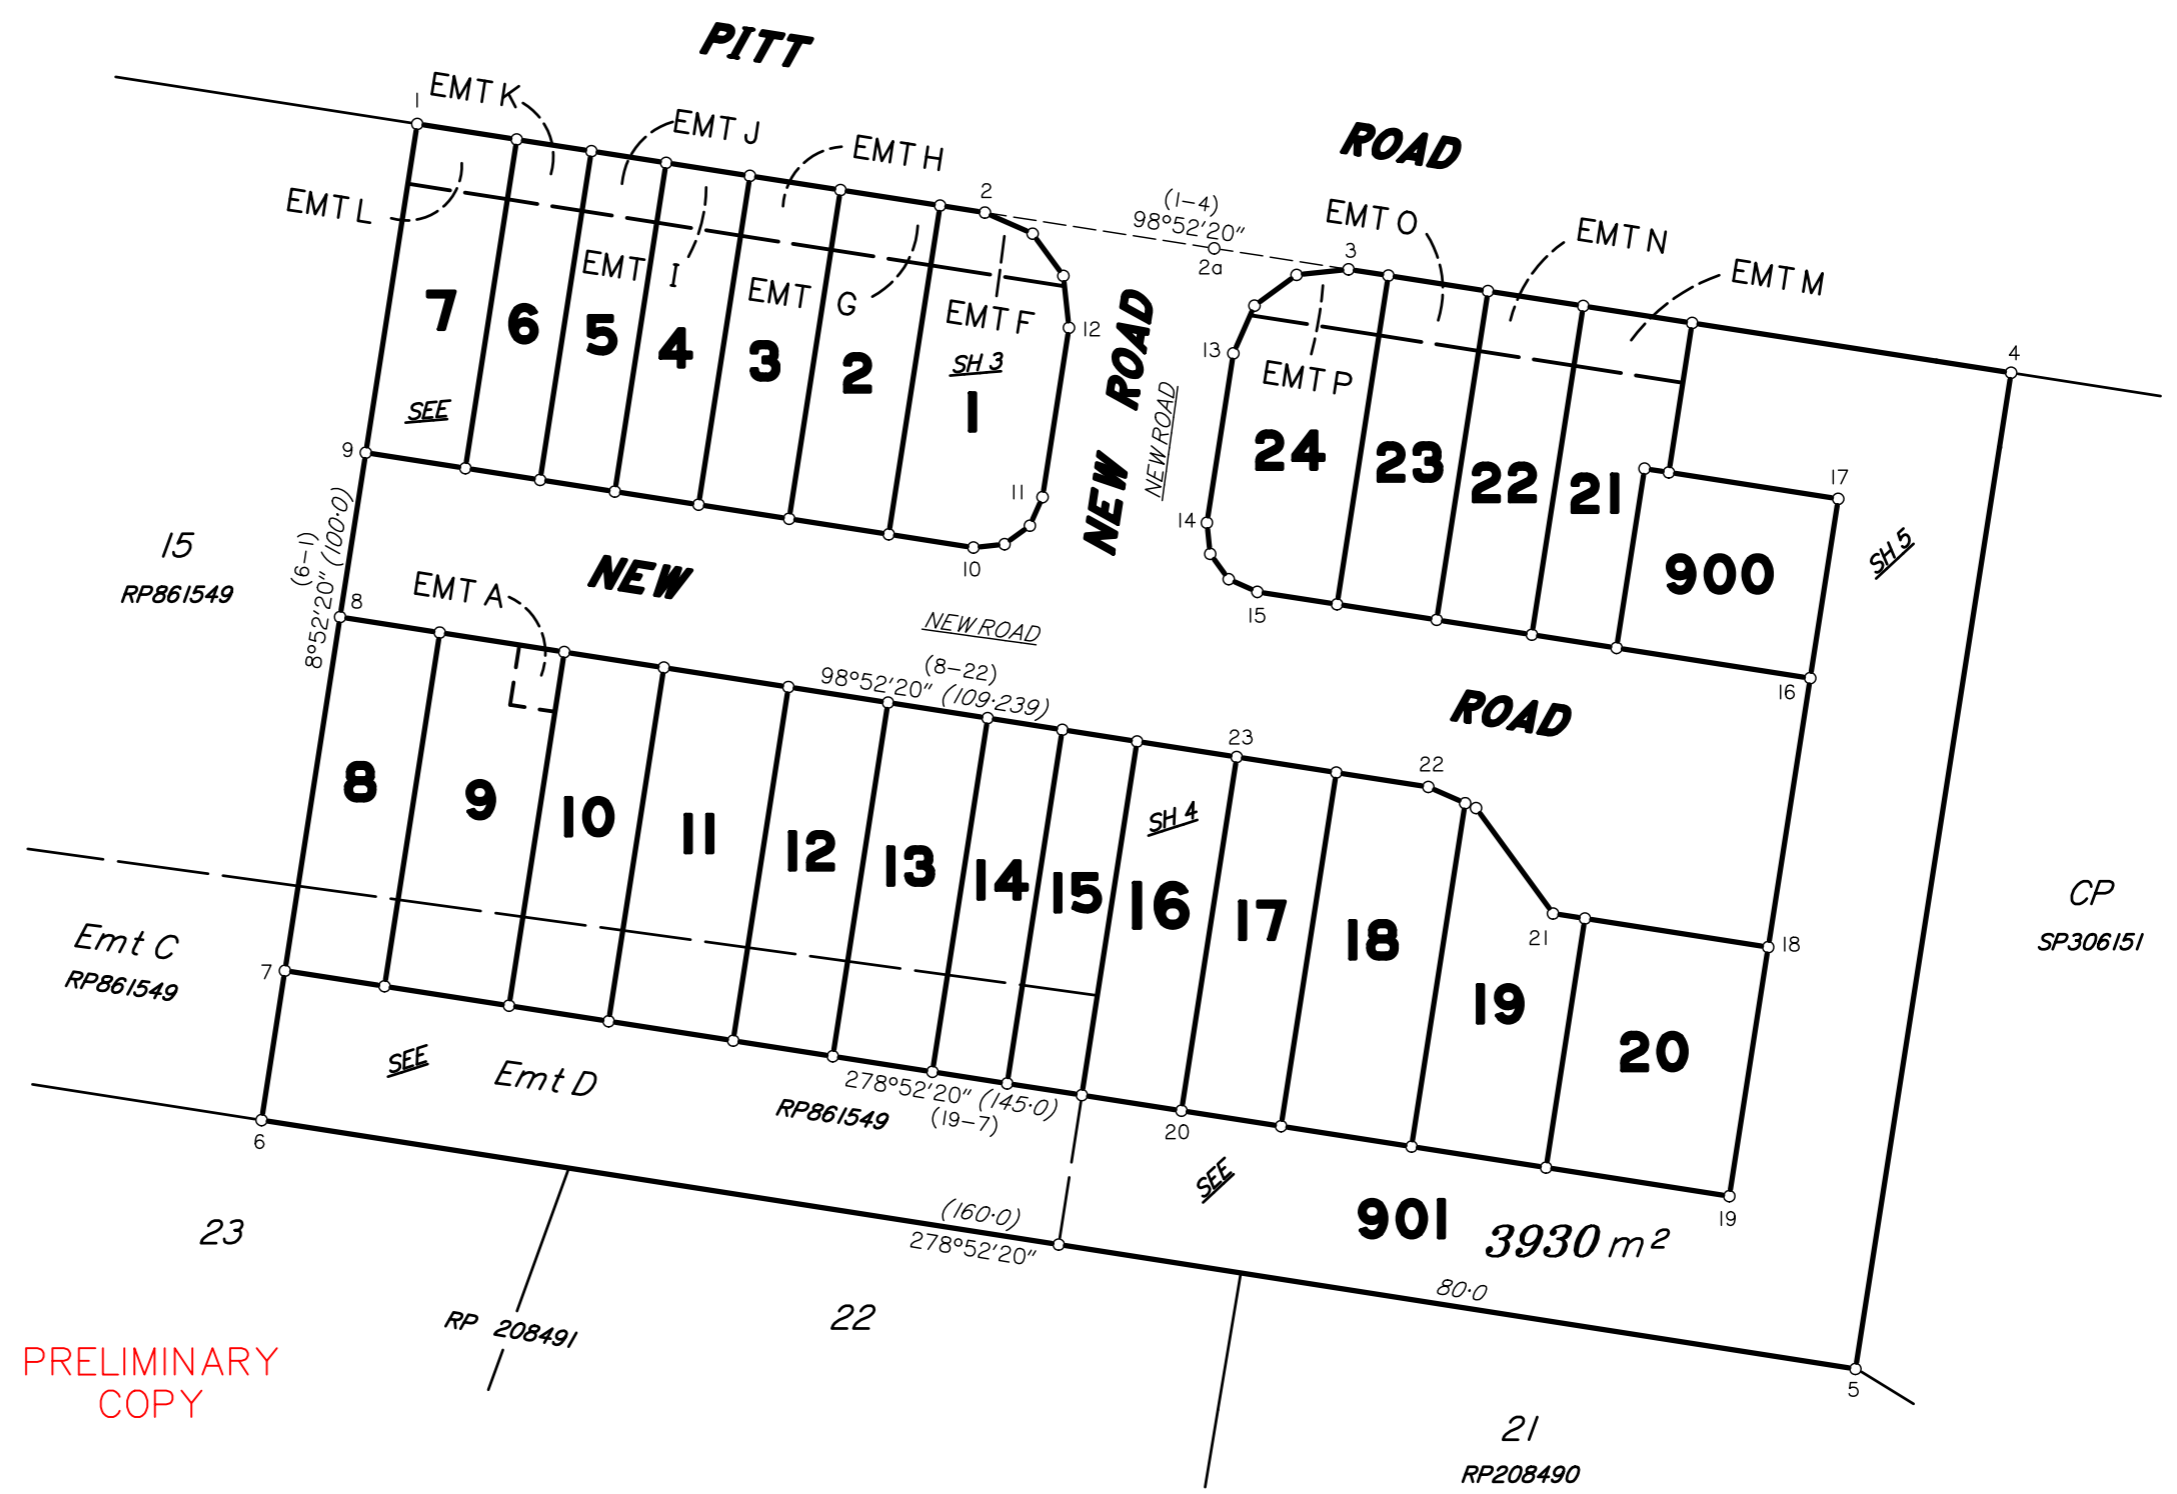 PITT
ROAD
EMT K
EMT J
EMT H
EMT L
EMT I
EMT G
EMT F
EMT O
EMT N
EMT M
EMT P
1
2
(1-4)
98°52'20"
2a
3
4
7
6
5
4
3
2
SH 3
1
SEE
12
11
10
9
NEW ROAD
NEW ROAD
13
14
15
24
23
22
21
900
17
16
SH 5
15
RP861549
(6-1)
8°52'20" (100·0)
8
NEW
EMT A
NEW ROAD
(8-22)
98°52'20" (109·239)
ROAD
23
22
21
18
8
9
10
11
12
13
14
15
16
SH 4
17
18
19
20
CP
SP306151
Emt C
RP861549
7
SEE
Emt D
278°52'20" (145·0)
RP861549
(19-7)
20
19
6
SEE
901
3930 m²
(160·0)
278°52'20"
80·0
5
23
RP 208491
22
21
RP208490
PRELIMINARY
COPY